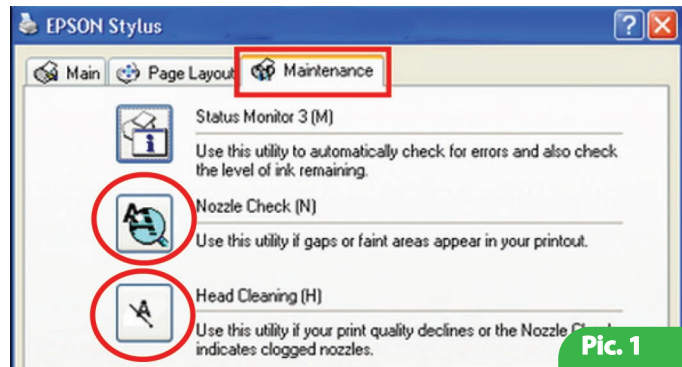 EPSON Stylus
Main Page Layout Maintenance
Status Monitor 3 (M)
Use this utility to automatically check for errors and also check
the level of ink remaining.
Nozzle Check (N)
Use this utility if gaps or faint areas appear in your printout.
Head Cleaning (H)
Use this utility if your print quality declines or the Nozzle
indicates clogged nozzles.
Pic. 1